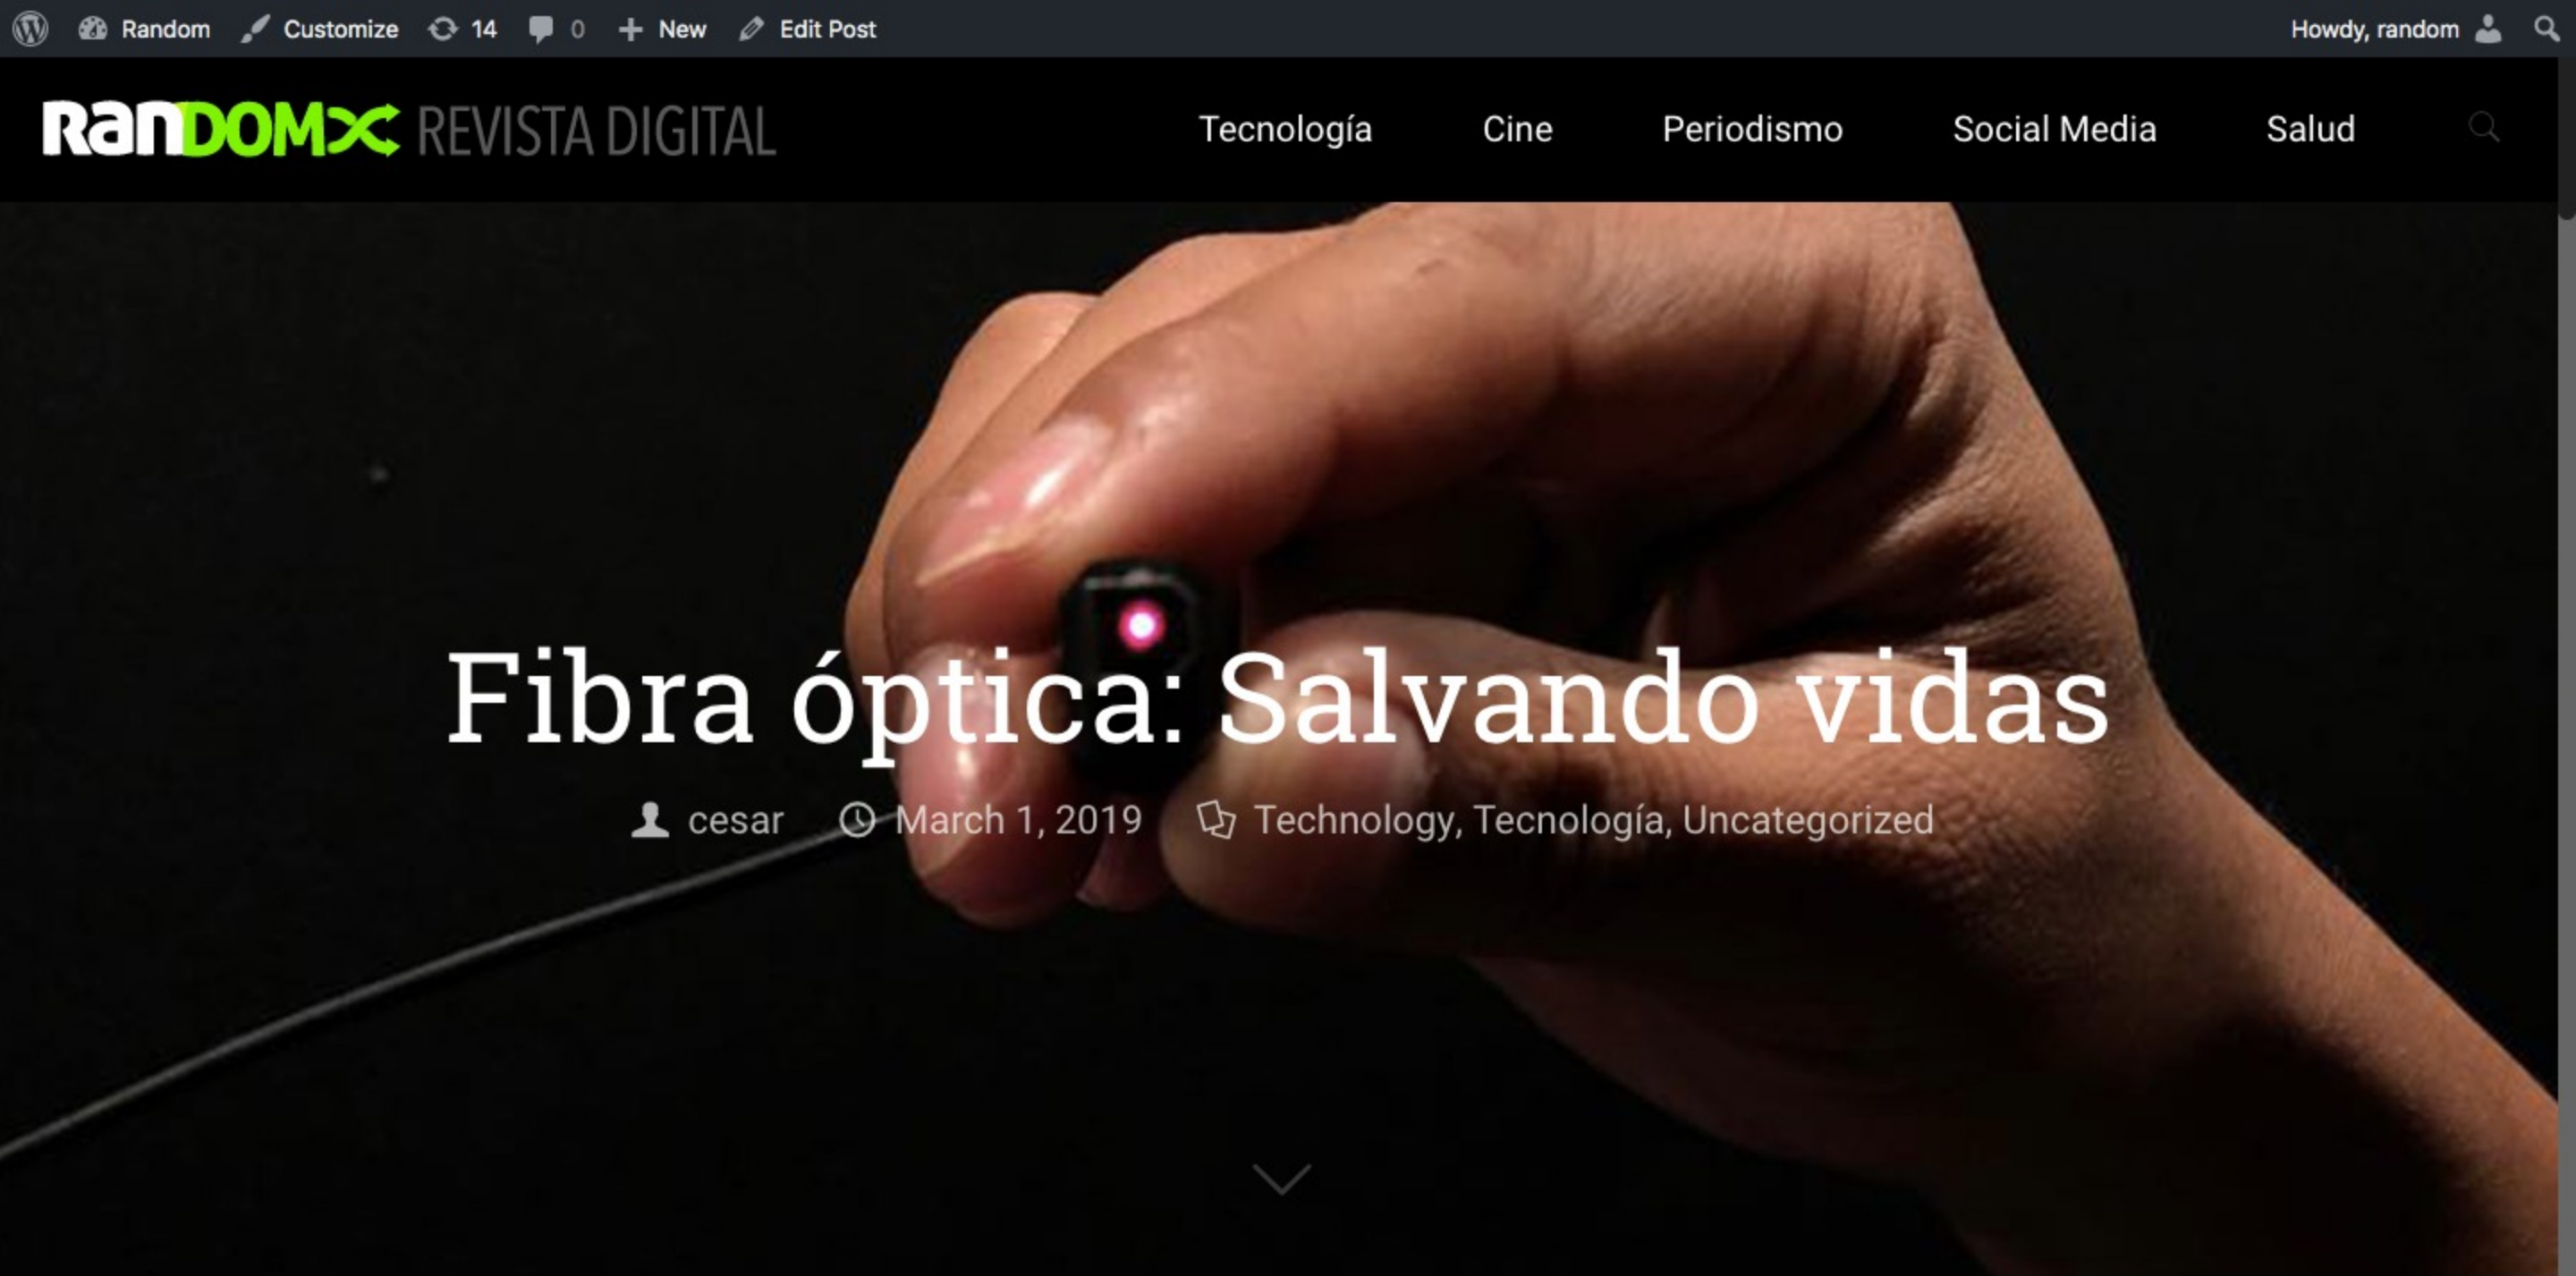 Random Customize 14 0 New Edit Post Howdy, random
RanDOM REVISTA DIGITAL Tecnología Cine Periodismo Social Media Salud
Fibra óptica: Salvando vidas
cesar March 1, 2019 Technology, Tecnología, Uncategorized